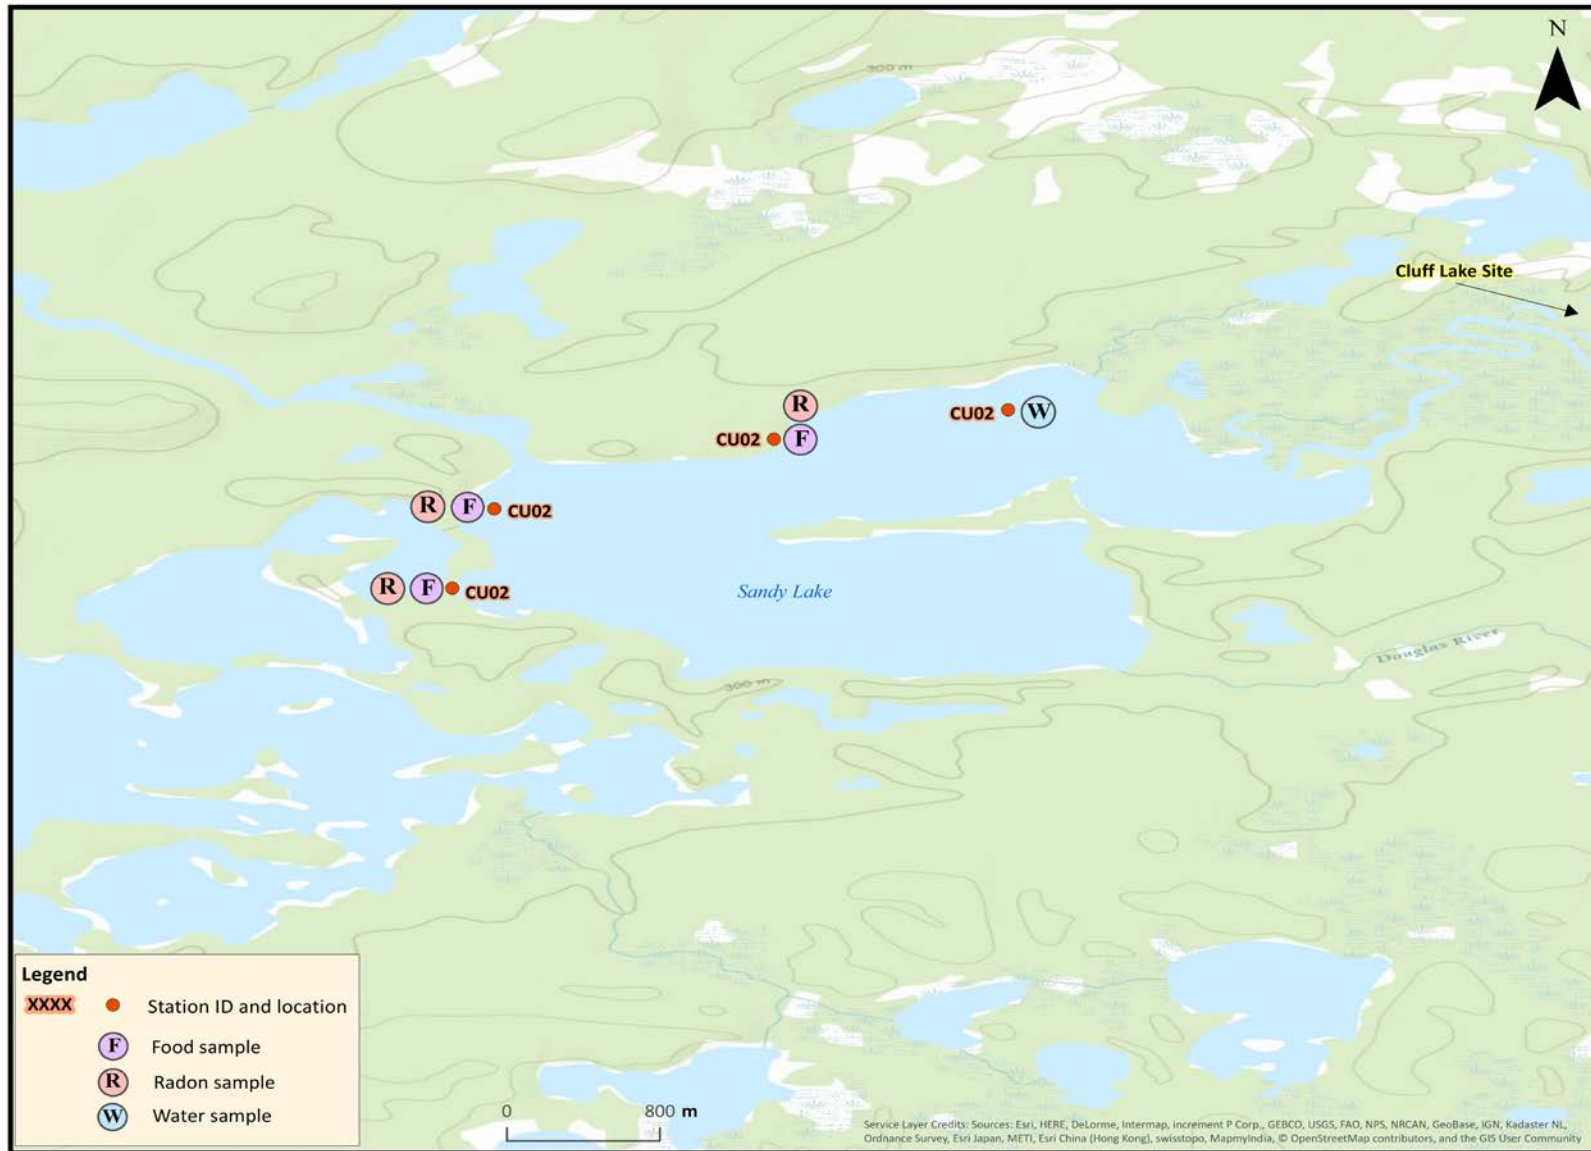 N
300 m
Cluff Lake Site
R
CU02 F
CU02 W
R F CU02
R F CU02
Sandy Lake
Douglas River
300 m
Legend
XXXX Station ID and location
F Food sample
R Radon sample
W Water sample
0 800 m
Service Layer Credits: Sources: Esri, HERE, DeLorme, Intermap, increment P Corp., GEBCO, USGS, FAO, NPS, NRCAN, GeoBase, IGN, Kadaster NL,
Ordnance Survey, Esri Japan, METI, Esri China (Hong Kong), swisstopo, MapmyIndia, © OpenStreetMap contributors, and the GIS User Community